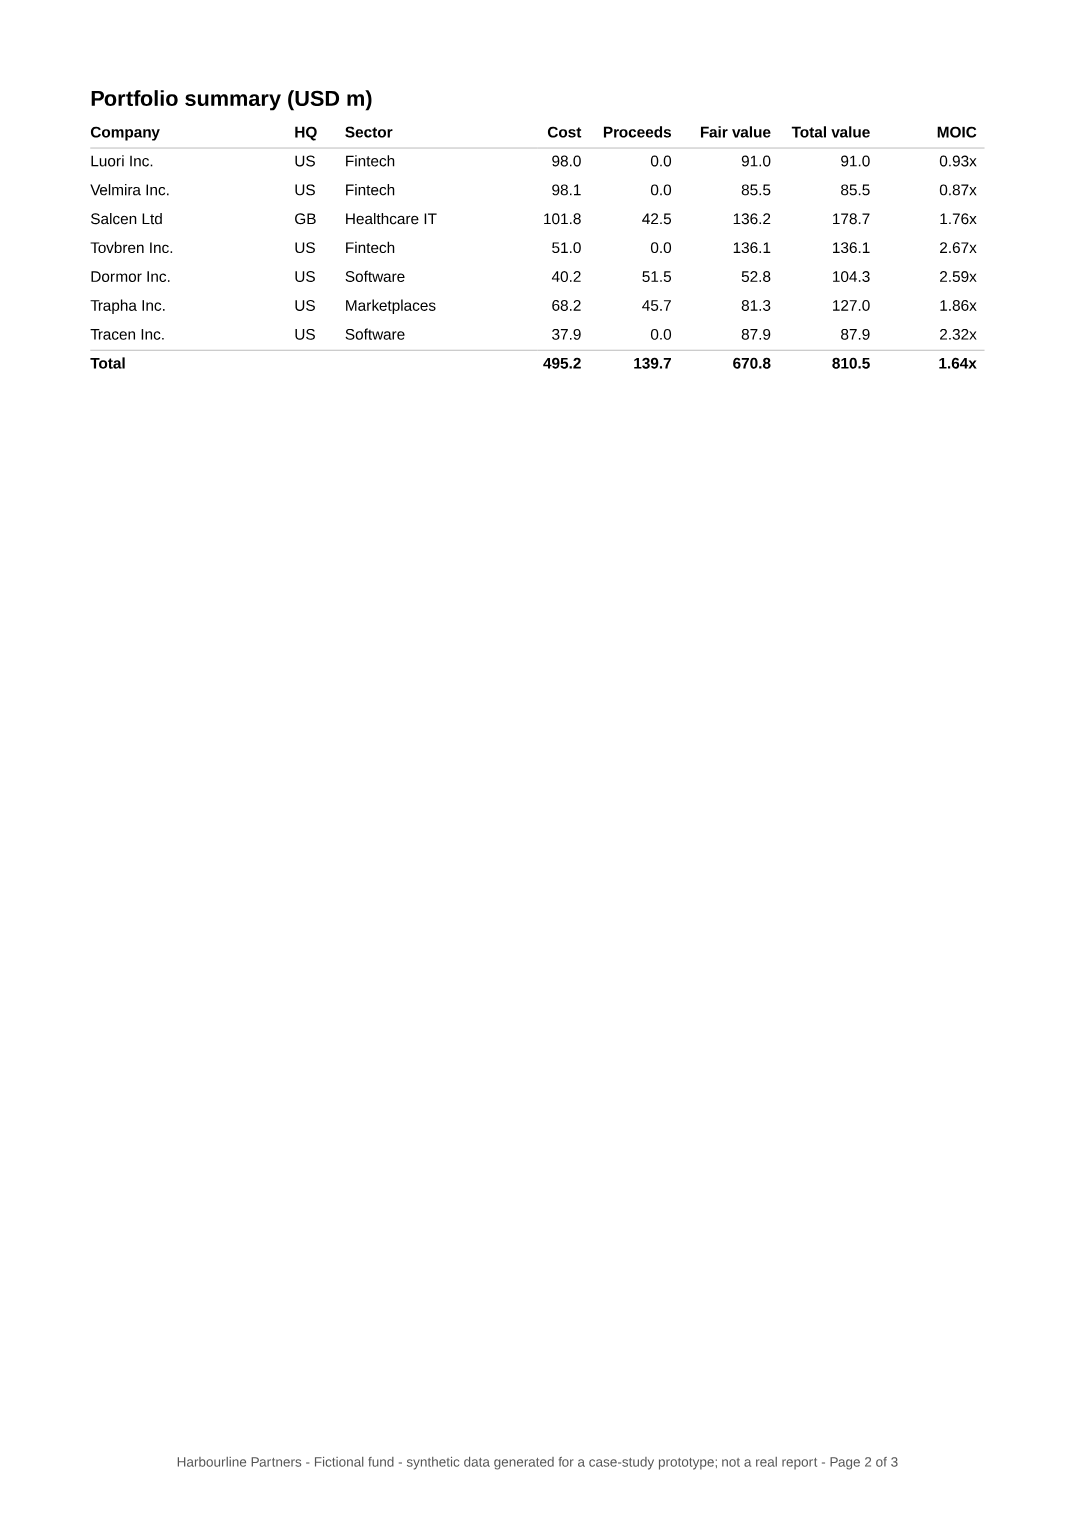 Portfolio summary (USD m)
Company HQ Sector Cost Proceeds Fair value Total value MOIC
Luori Inc. US Fintech 98.0 0.0 91.0 91.0 0.93x
Velmira Inc. US Fintech 98.1 0.0 85.5 85.5 0.87x
Salcen Ltd GB Healthcare IT 101.8 42.5 136.2 178.7 1.76x
Tovbren Inc. US Fintech 51.0 0.0 136.1 136.1 2.67x
Dormor Inc. US Software 40.2 51.5 52.8 104.3 2.59x
Trapha Inc. US Marketplaces 68.2 45.7 81.3 127.0 1.86x
Tracen Inc. US Software 37.9 0.0 87.9 87.9 2.32x
Total 495.2 139.7 670.8 810.5 1.64x
Harbourline Partners - Fictional fund - synthetic data generated for a case-study prototype; not a real report - Page 2 of 3